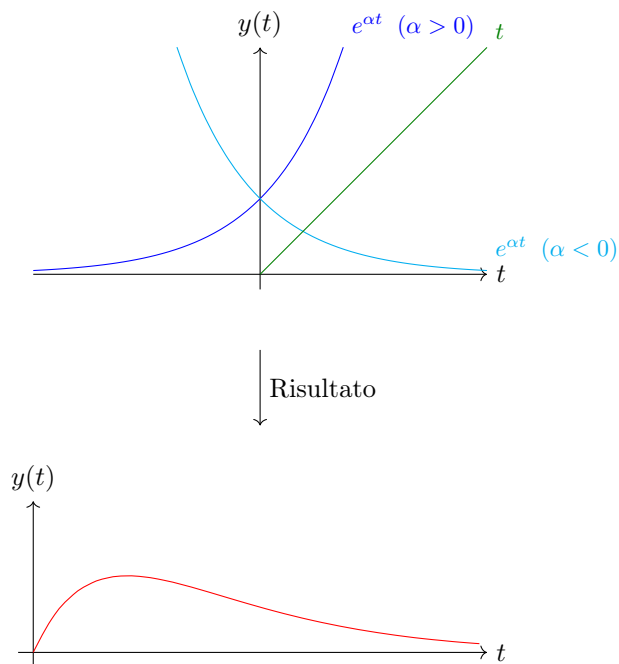 y(t)
e^{αt} (α > 0)
t
e^{αt} (α < 0)
t
Risultato
y(t)
t